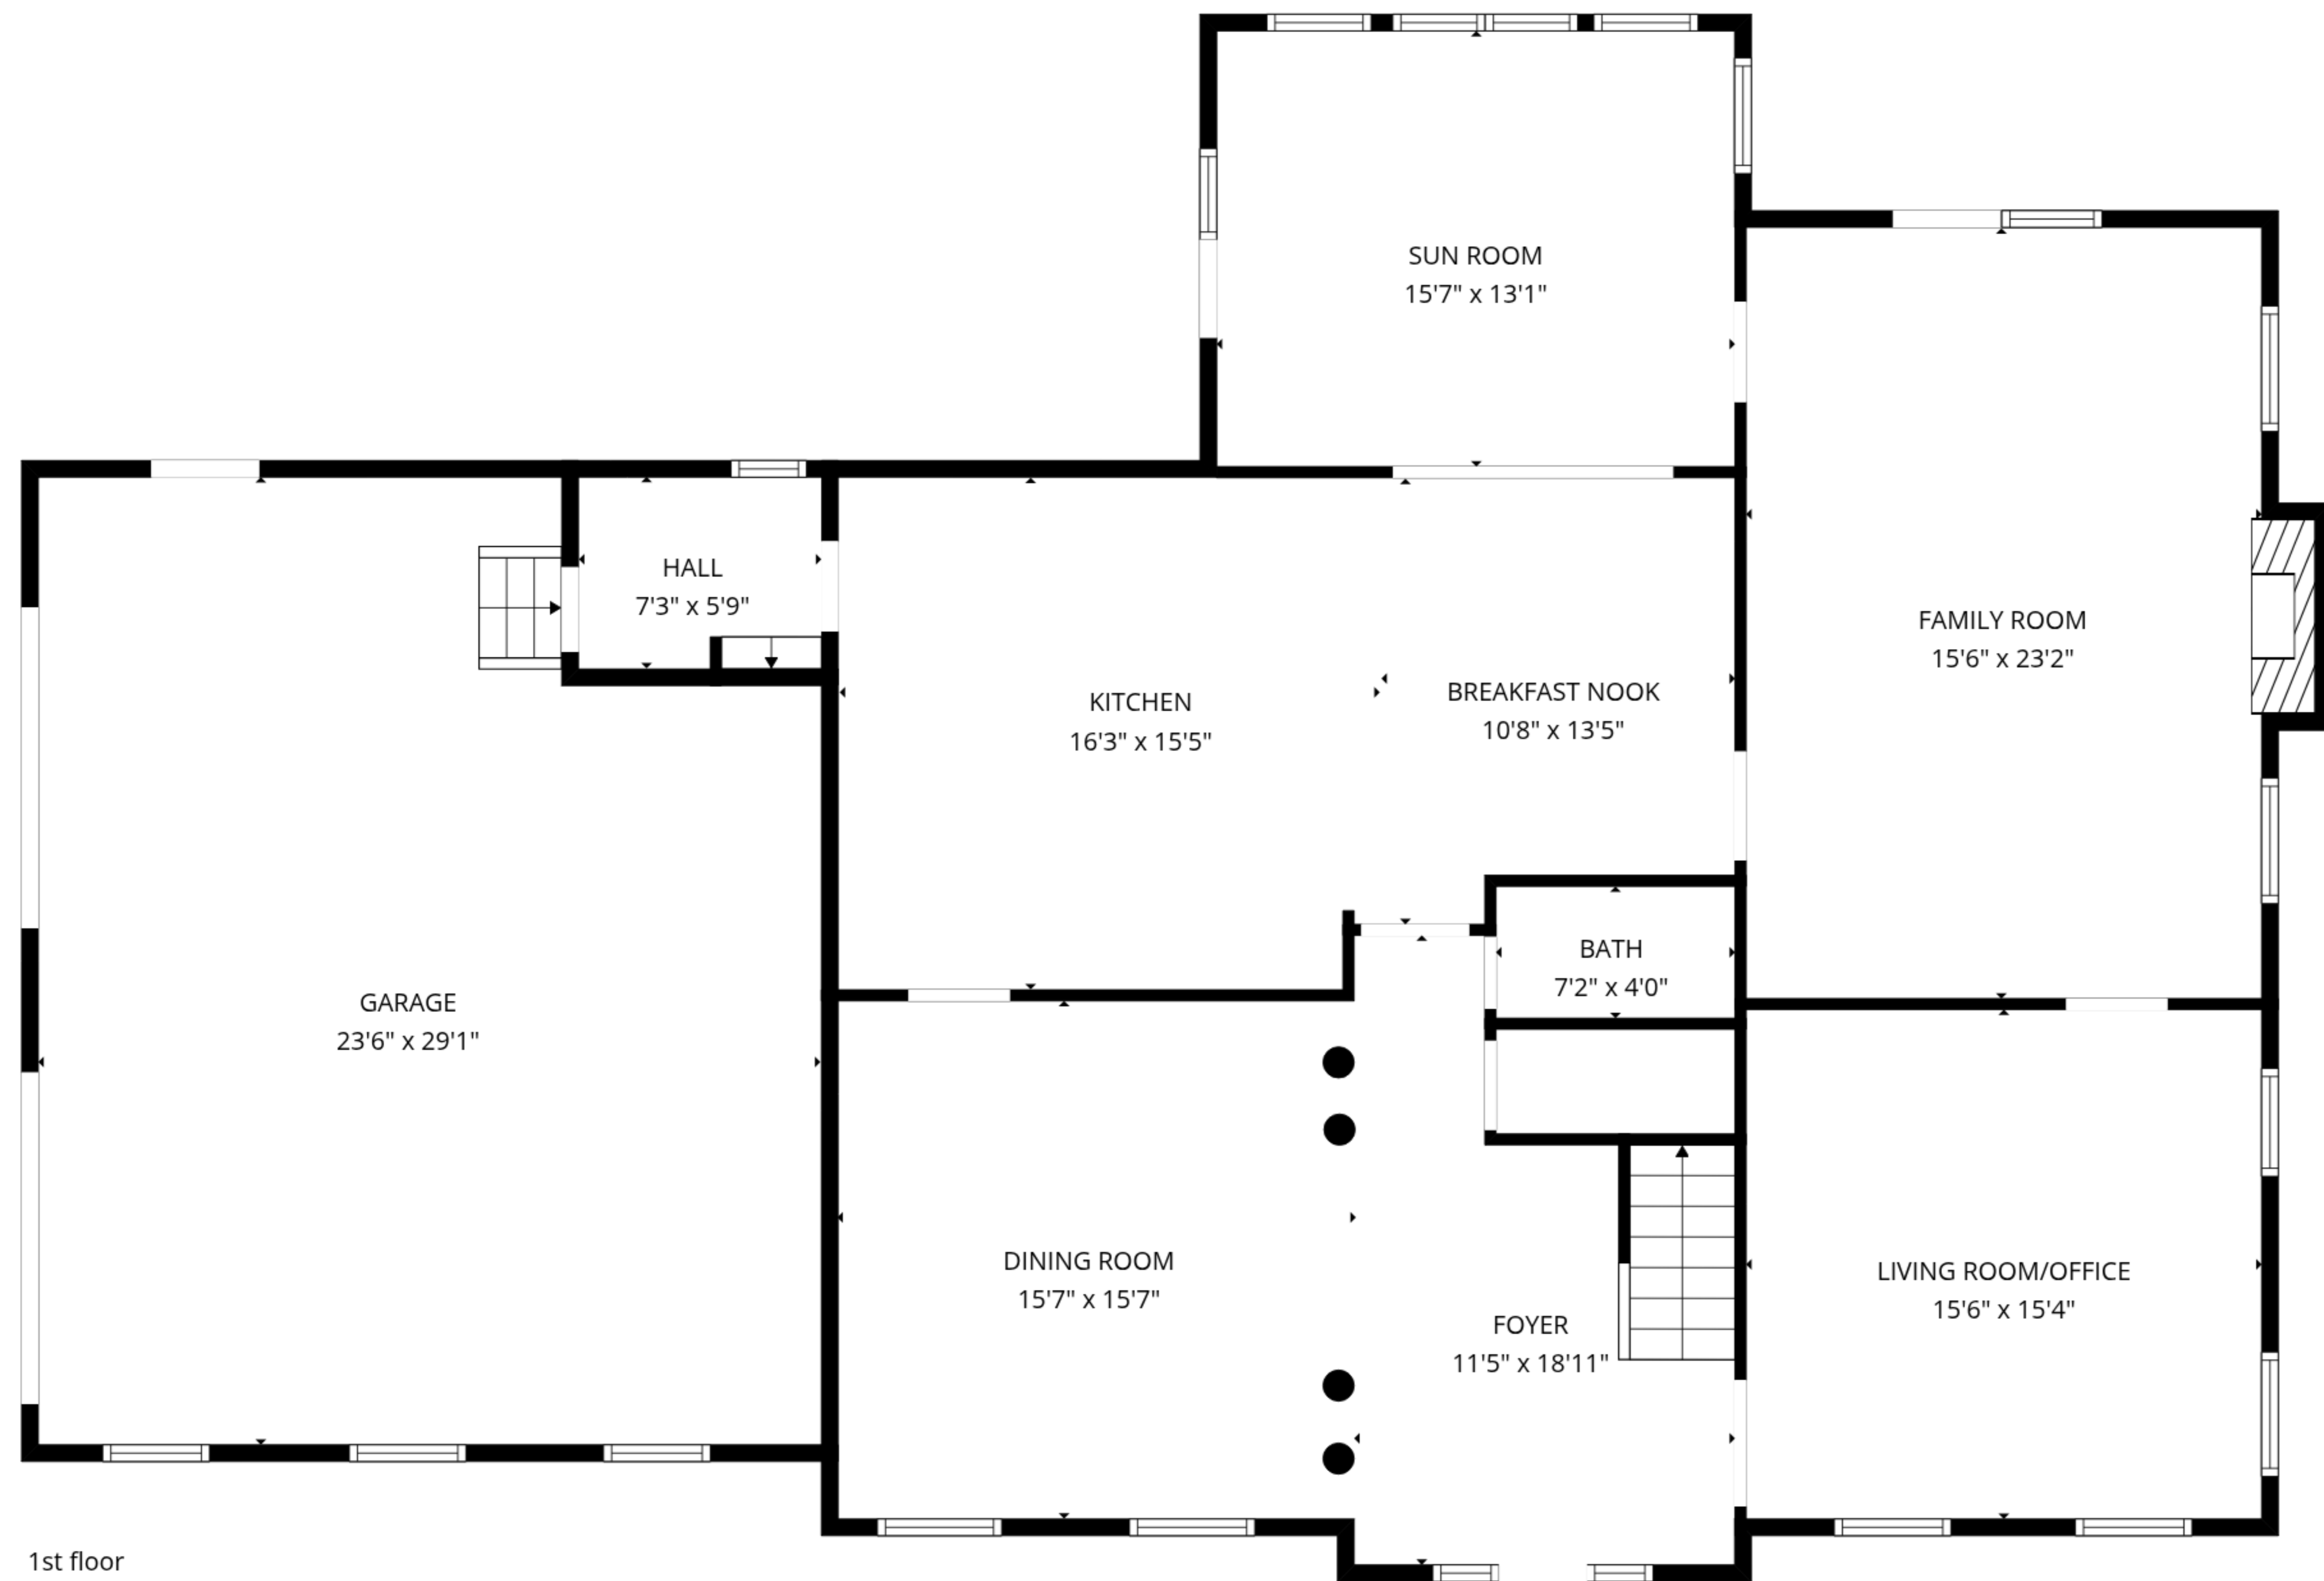 SUN ROOM
15'7" x 13'1"
HALL
7'3" x 5'9"
FAMILY ROOM
15'6" x 23'2"
KITCHEN
16'3" x 15'5"
BREAKFAST NOOK
10'8" x 13'5"
BATH
7'2" x 4'0"
GARAGE
23'6" x 29'1"
DINING ROOM
15'7" x 15'7"
LIVING ROOM/OFFICE
15'6" x 15'4"
FOYER
11'5" x 18'11"
1st floor